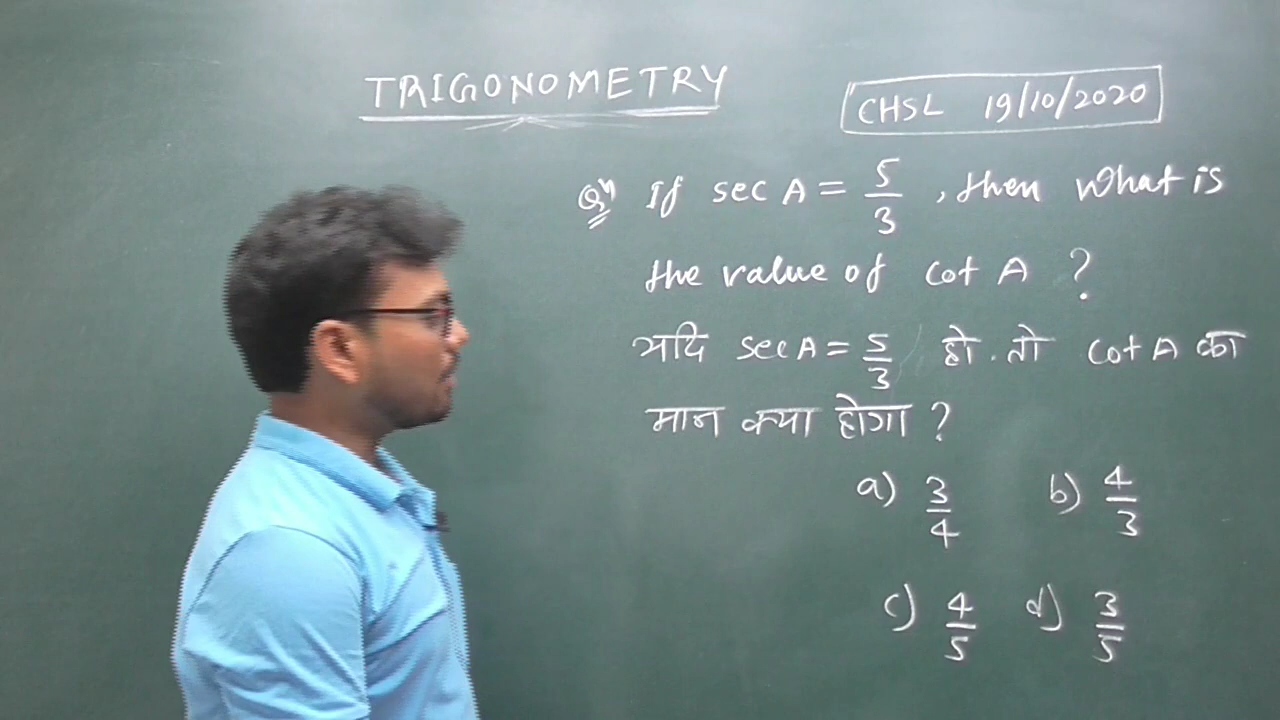 TRIGONOMETRY
CHSL 19/10/2020
Qⁿ If sec A = 5/3, then what is
the value of cot A ?
यदि sec A = 5/3 हो. तो cot A का
मान क्या होगा ?
a) 3/4 b) 4/3
c) 4/5 d) 3/5